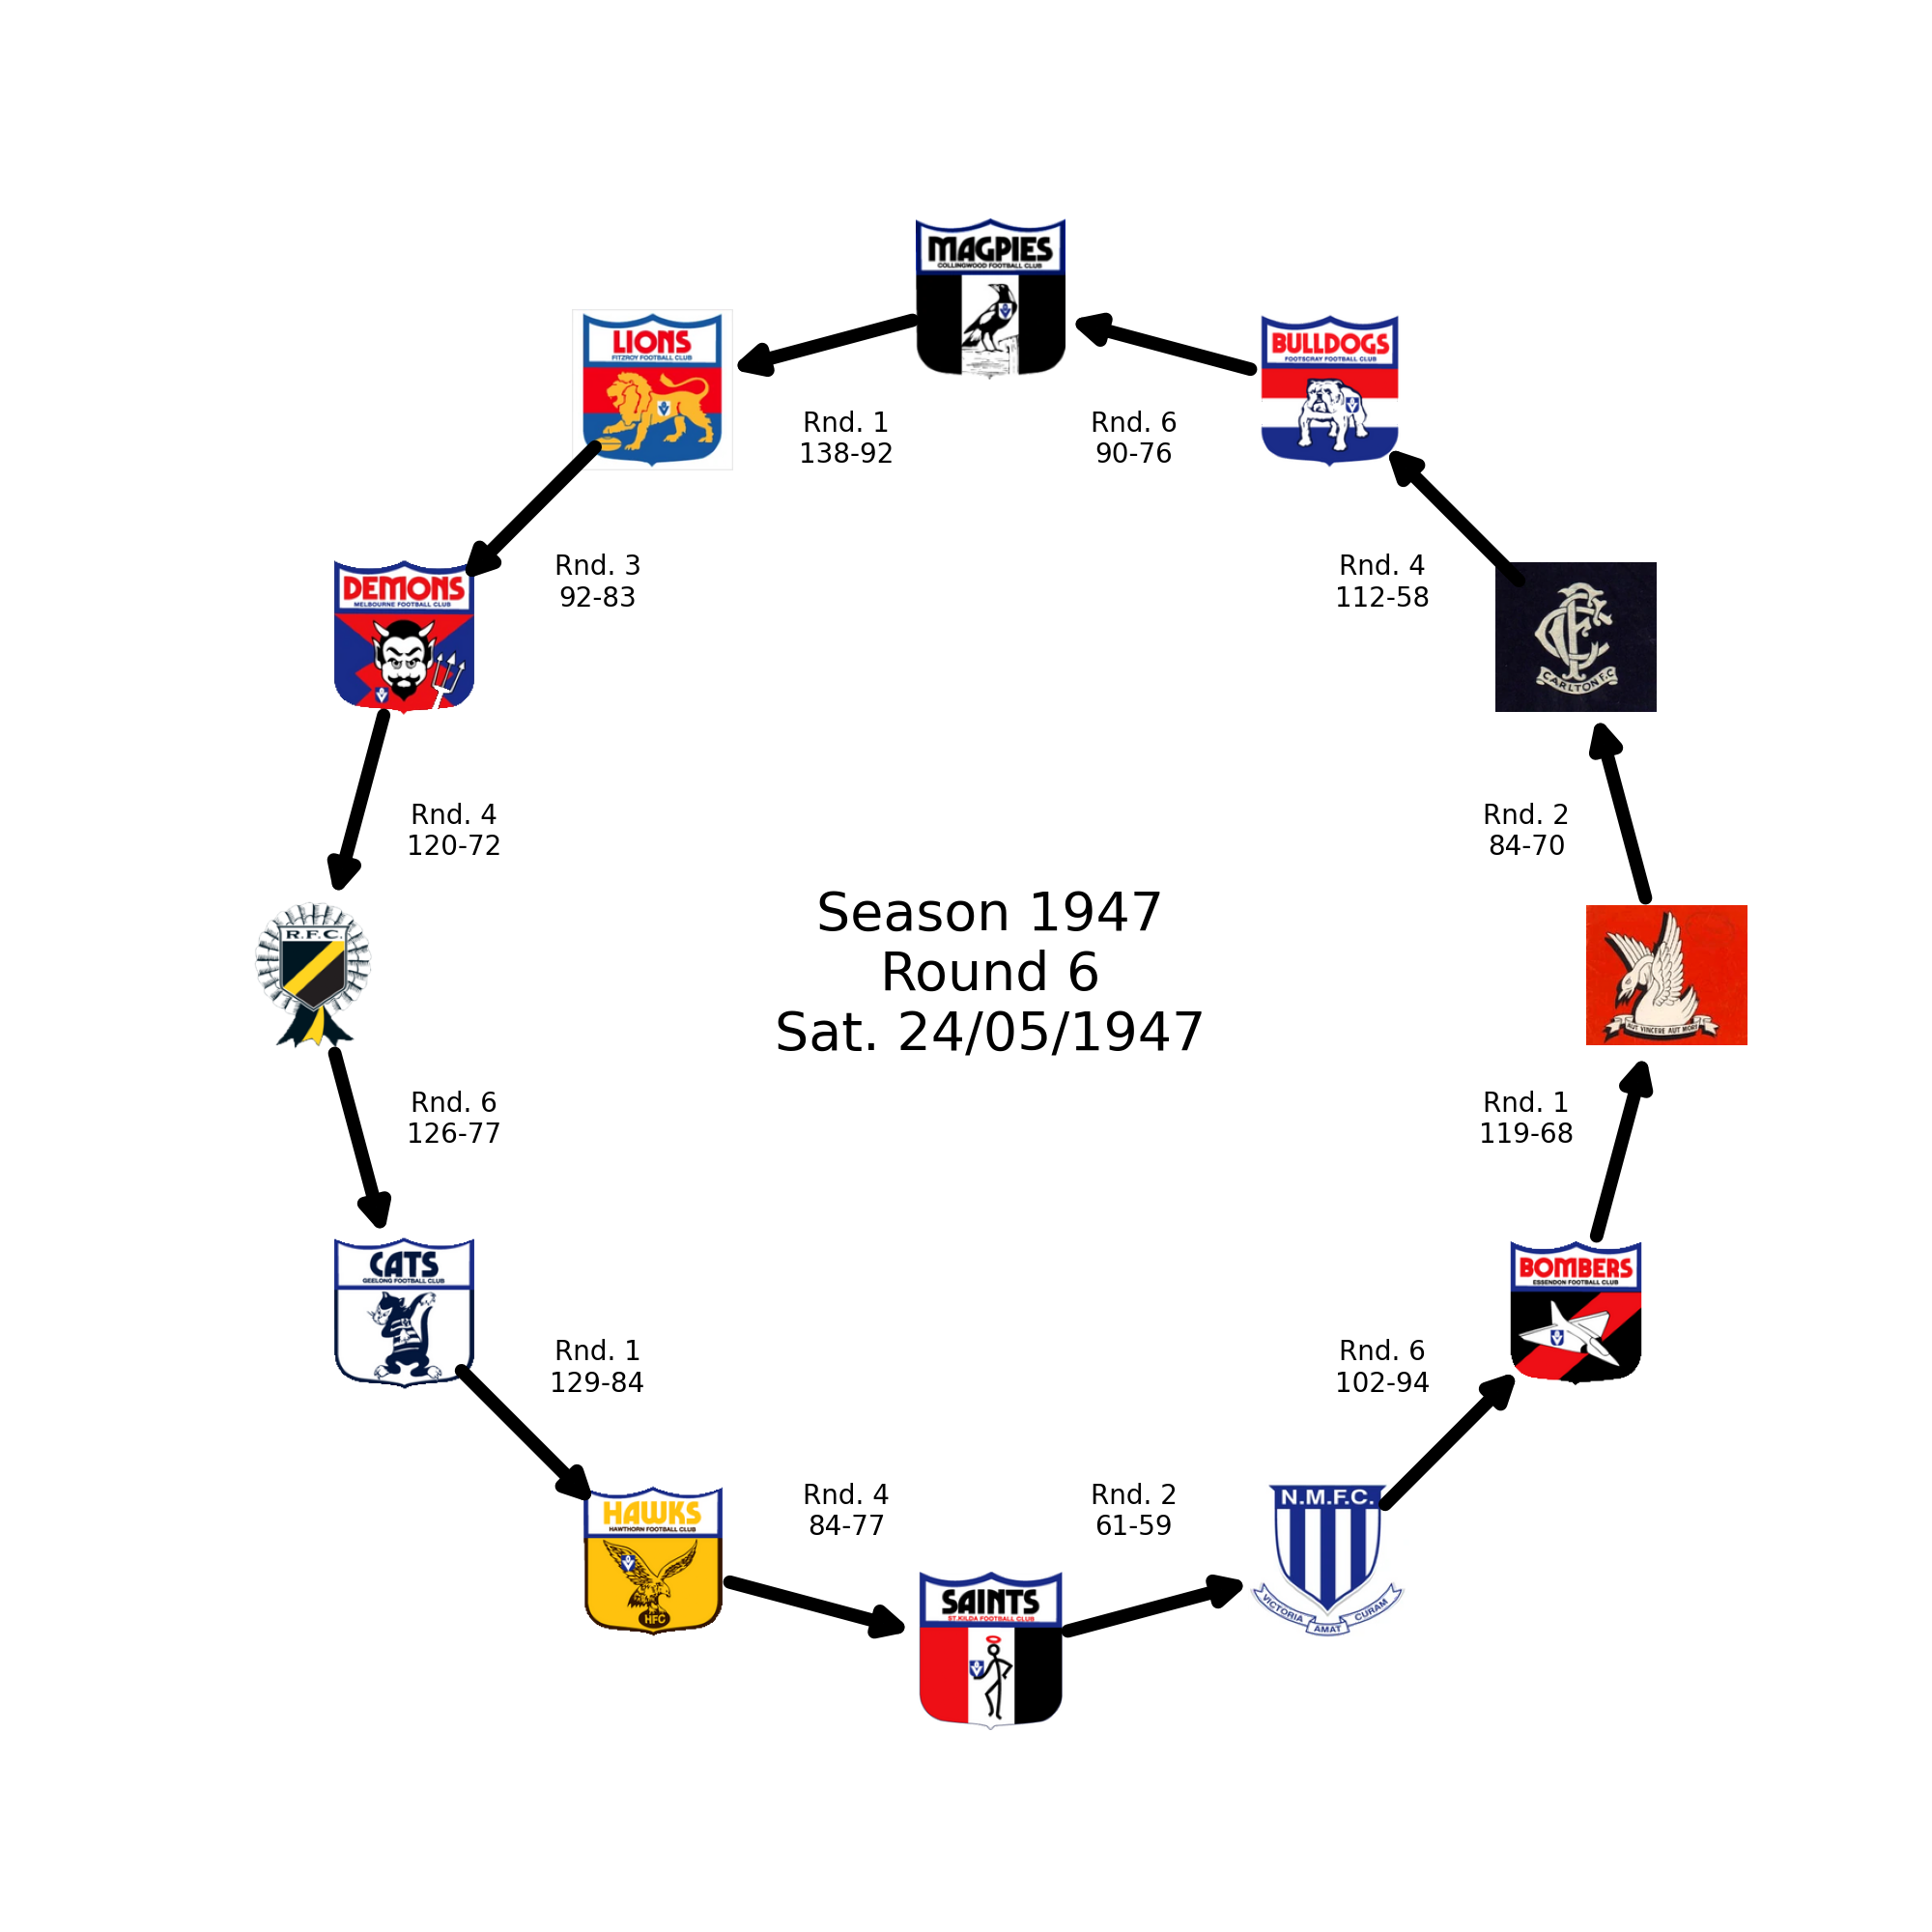 MAGPIES
COLLINGWOOD FOOTBALL CLUB
LIONS
FITZROY FOOTBALL CLUB
BULLDOGS
FOOTSCRAY FOOTBALL CLUB
Rnd. 1
138-92
Rnd. 6
90-76
Rnd. 3
92-83
Rnd. 4
112-58
DEMONS
MELBOURNE FOOTBALL CLUB
CFC
CARLTON F.C
Rnd. 4
120-72
Rnd. 2
84-70
R.F.C.
Season 1947
Round 6
Sat. 24/05/1947
AUT VINCERE AUT MORI
Rnd. 6
126-77
Rnd. 1
119-68
CATS
GEELONG FOOTBALL CLUB
BOMBERS
ESSENDON FOOTBALL CLUB
Rnd. 1
129-84
Rnd. 6
102-94
HAWKS
HAWTHORN FOOTBALL CLUB
HFC
Rnd. 4
84-77
Rnd. 2
61-59
N.M.F.C.
VICTORIA AMAT CURAM
SAINTS
ST.KILDA FOOTBALL CLUB